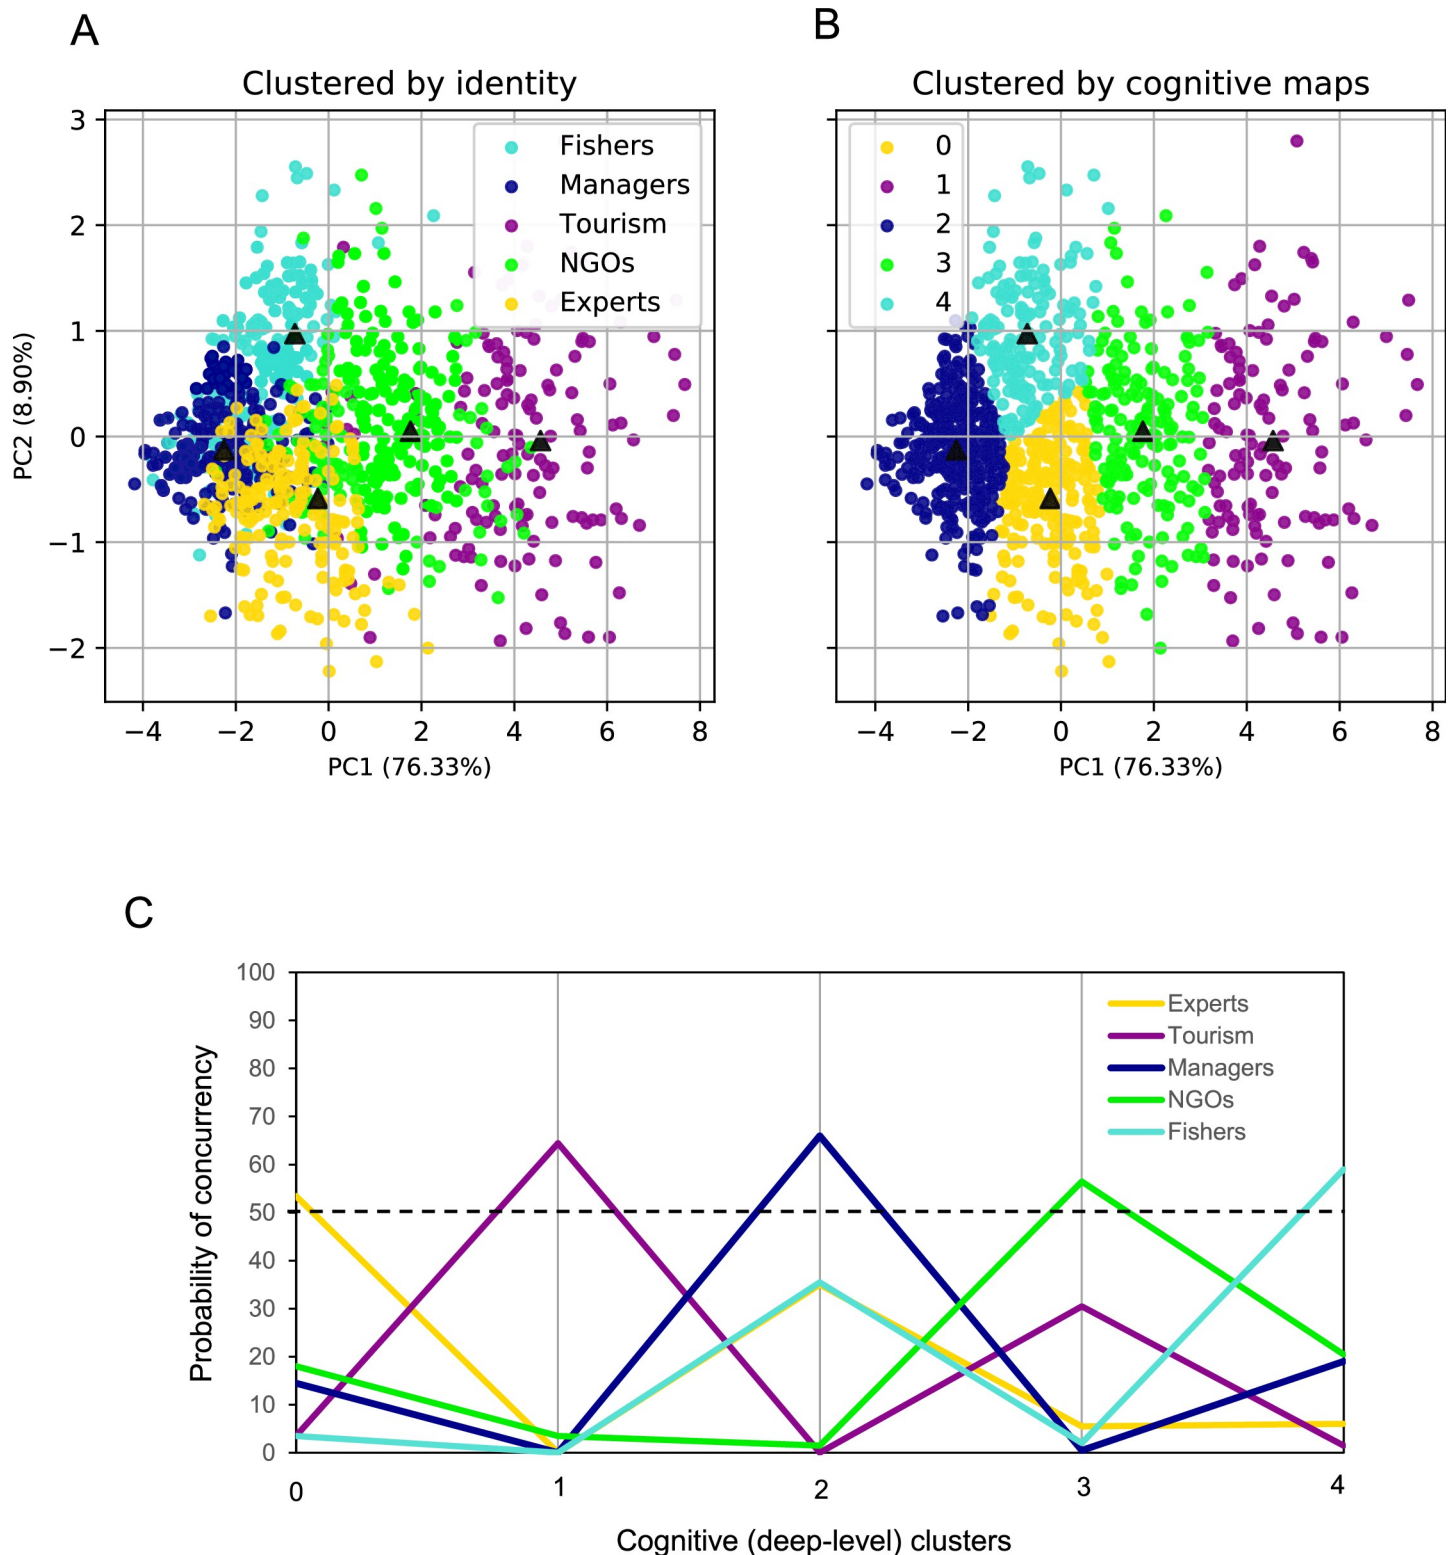 A
B
Clustered by identity
Clustered by cognitive maps
Fishers
Managers
Tourism
NGOs
Experts
0
1
2
3
4
3
2
1
0
−1
−2
PC2 (8.90%)
−4 −2 0 2 4 6 8
−4 −2 0 2 4 6 8
PC1 (76.33%)
PC1 (76.33%)
C
100
90
80
70
60
50
40
30
20
10
0
Probability of concurrency
Experts
Tourism
Managers
NGOs
Fishers
0 1 2 3 4
Cognitive (deep-level) clusters